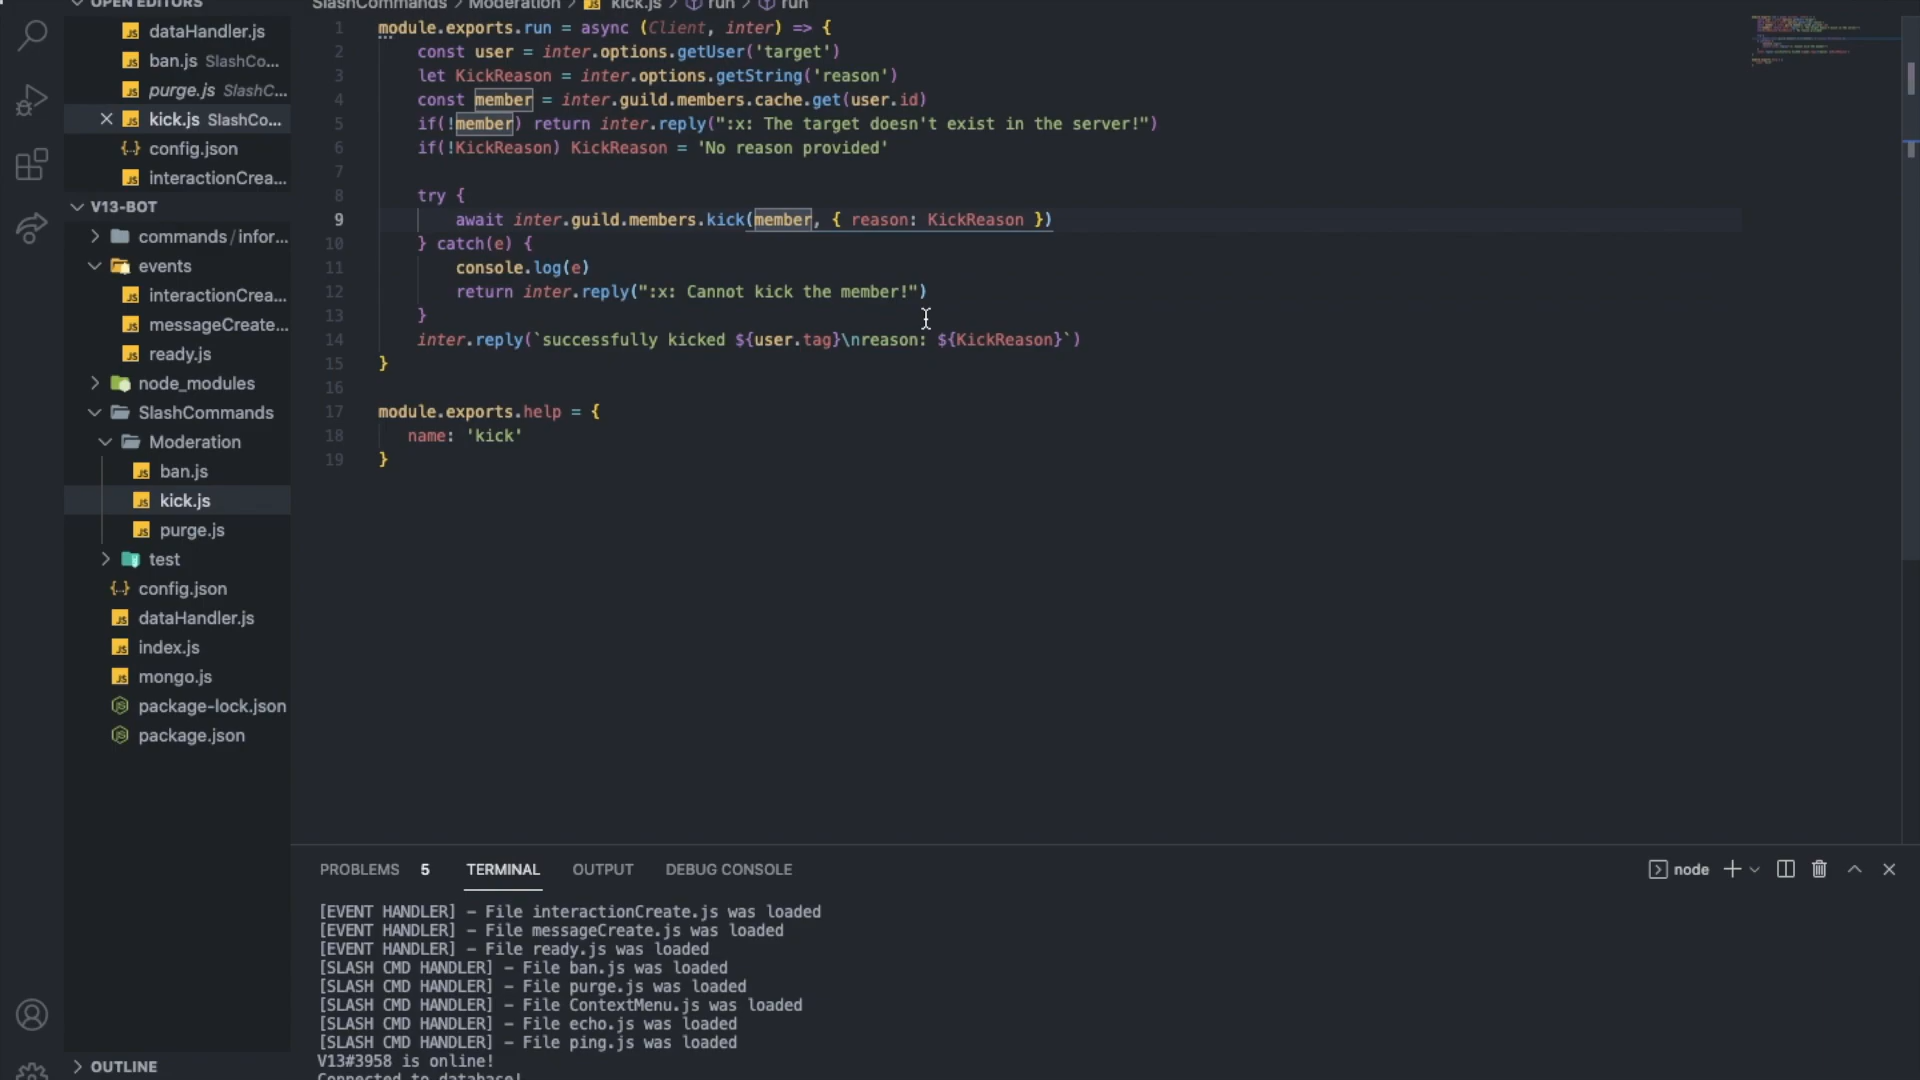 OPEN EDITORS
dataHandler.js
ban.js SlashCo...
purge.js SlashC...
kick.js SlashCo...
config.json
interactionCrea...
V13-BOT
commands / infor...
events
interactionCrea...
messageCreate...
ready.js
node_modules
SlashCommands
Moderation
ban.js
kick.js
purge.js
test
config.json
dataHandler.js
index.js
mongo.js
package-lock.json
package.json
OUTLINE
SlashCommands > Moderation > kick.js > run > run
1 module.exports.run = async (Client, inter) => {
2 const user = inter.options.getUser('target')
3 let KickReason = inter.options.getString('reason')
4 const member = inter.guild.members.cache.get(user.id)
5 if(!member) return inter.reply(":x: The target doesn't exist in the server!")
6 if(!KickReason) KickReason = 'No reason provided'
7
8 try {
9 await inter.guild.members.kick(member, { reason: KickReason })
10 } catch(e) {
11 console.log(e)
12 return inter.reply(":x: Cannot kick the member!")
13 }
14 inter.reply(`successfully kicked ${user.tag}\nreason: ${KickReason}`)
15 }
16
17 module.exports.help = {
18 name: 'kick'
19 }
PROBLEMS 5 TERMINAL OUTPUT DEBUG CONSOLE node
[EVENT HANDLER] – File interactionCreate.js was loaded
[EVENT HANDLER] – File messageCreate.js was loaded
[EVENT HANDLER] – File ready.js was loaded
[SLASH CMD HANDLER] – File ban.js was loaded
[SLASH CMD HANDLER] – File purge.js was loaded
[SLASH CMD HANDLER] – File ContextMenu.js was loaded
[SLASH CMD HANDLER] – File echo.js was loaded
[SLASH CMD HANDLER] – File ping.js was loaded
V13#3958 is online!
Connected to database!